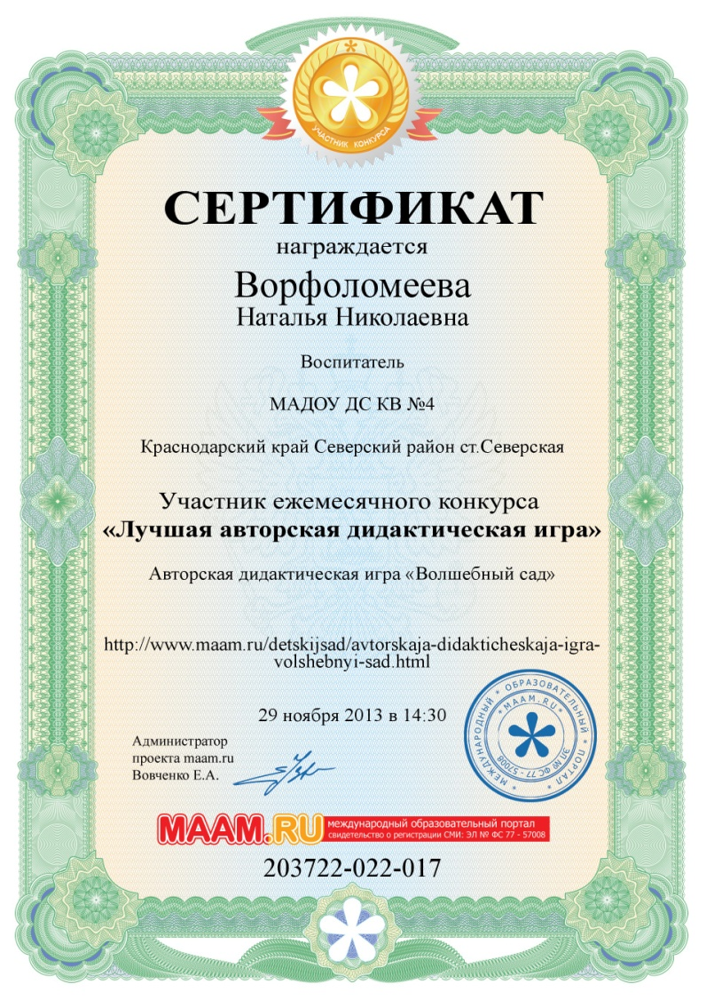 УЧАСТНИК КОНКУРСА
СЕРТИФИКАТ
награждается
Ворфоломеева
Наталья Николаевна
Воспитатель
МАДОУ ДС КВ №4
Краснодарский край Северский район ст.Северская
Участник ежемесячного конкурса
«Лучшая авторская дидактическая игра»
Авторская дидактическая игра «Волшебный сад»
http://www.maam.ru/detskijsad/avtorskaja-didakticheskaja-igra-
volshebnyi-sad.html
29 ноября 2013 в 14:30
Администратор
проекта maam.ru
Вовченко Е.А.
* МЕЖДУНАРОДНЫЙ * ОБРАЗОВАТЕЛЬНЫЙ * ПОРТАЛ *
* MAAM.RU *
ЭЛ № ФС 77 - 57008
MAAM.RU
международный образовательный портал
свидетельство о регистрации СМИ: ЭЛ № ФС 77 - 57008
203722-022-017